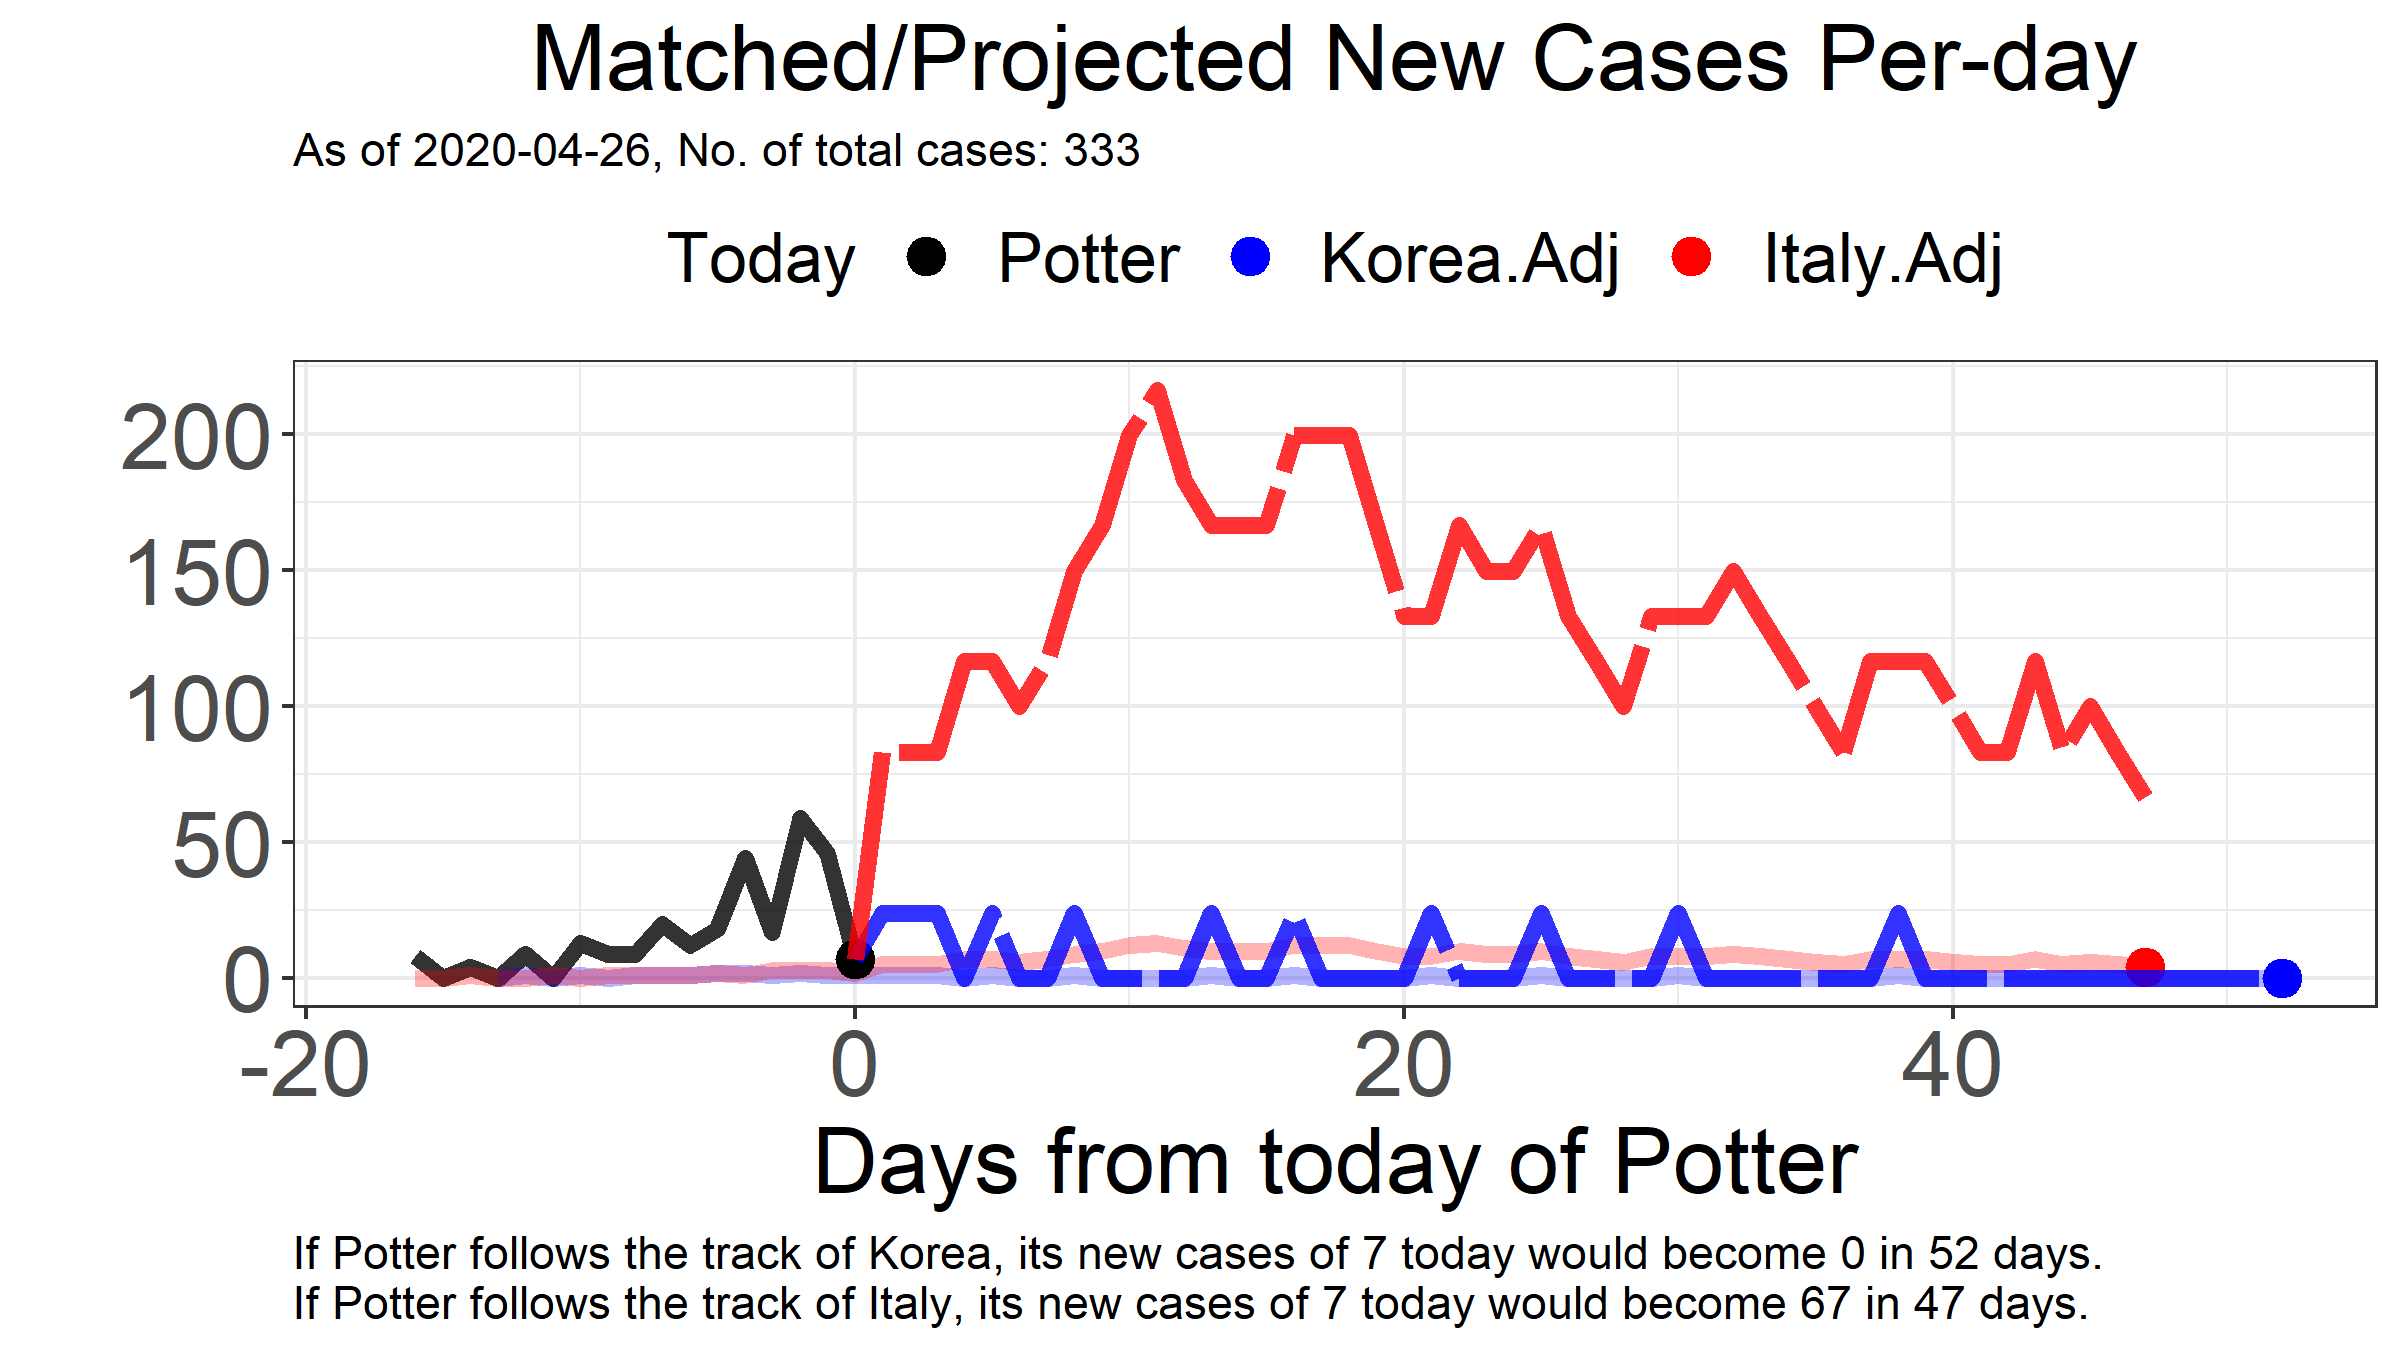 Matched/Projected New Cases Per-day
As of 2020-04-26, No. of total cases: 333
Today Potter Korea.Adj Italy.Adj
200
150
100
50
0
-20 0 20 40
Days from today of Potter
If Potter follows the track of Korea, its new cases of 7 today would become 0 in 52 days.
If Potter follows the track of Italy, its new cases of 7 today would become 67 in 47 days.